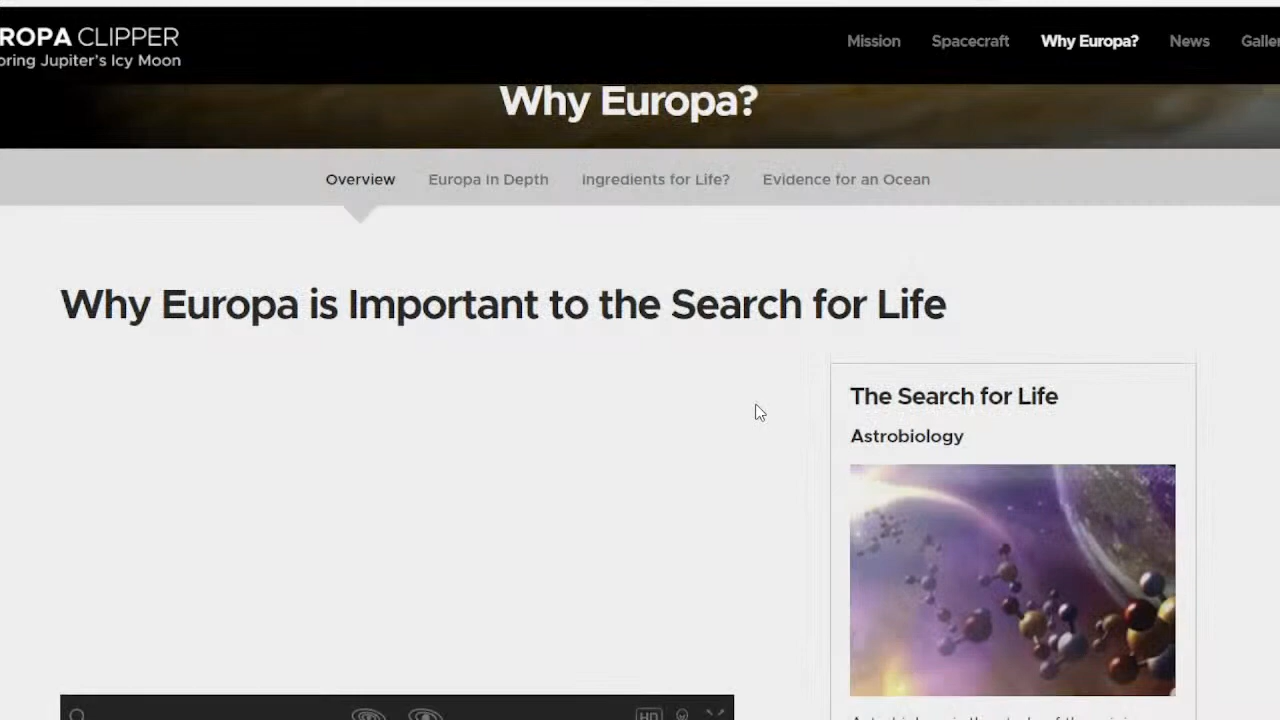 ROPA CLIPPER
oring Jupiter's Icy Moon
Mission Spacecraft Why Europa? News Galler
Why Europa?
Overview Europa in Depth Ingredients for Life? Evidence for an Ocean
Why Europa is Important to the Search for Life
The Search for Life
Astrobiology
HD